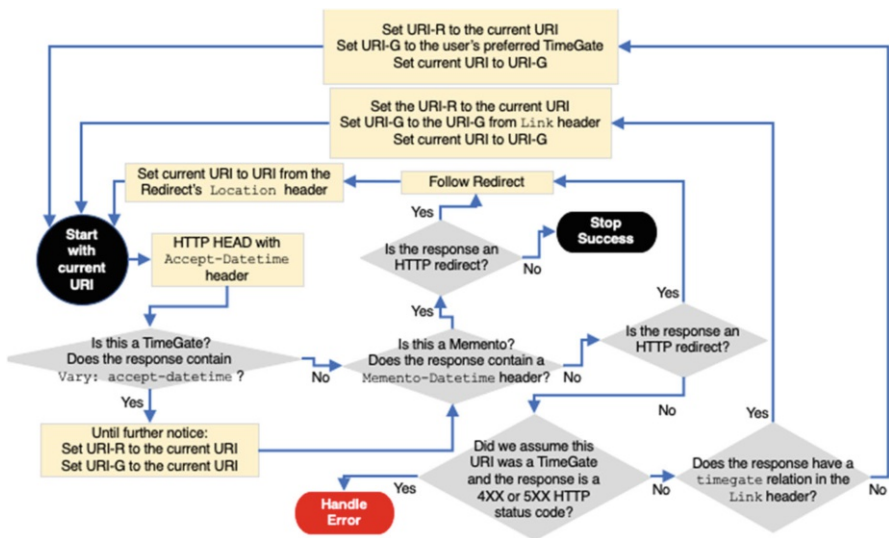 Set URI-R to the current URI
Set URI-G to the user's preferred TimeGate
Set current URI to URI-G
Set the URI-R to the current URI
Set URI-G to the URI-G from Link header
Set current URI to URI-G
Set current URI to URI from the
Redirect's Location header
Follow Redirect
Yes
Stop
Success
Start
with
current
URI
HTTP HEAD with
Accept-Datetime
header
Is the response an
HTTP redirect?
No
Yes
Yes
Is this a TimeGate?
Does the response contain
Vary: accept-datetime ?
No
Is this a Memento?
Does the response contain a
Memento-Datetime header?
No
Is the response an
HTTP redirect?
Yes
No
Yes
Until further notice:
Set URI-R to the current URI
Set URI-G to the current URI
Did we assume this
URI was a TimeGate
and the response is a
4XX or 5XX HTTP
status code?
Yes
No
Handle
Error
Does the response have a
timegate relation in the
Link header?
No